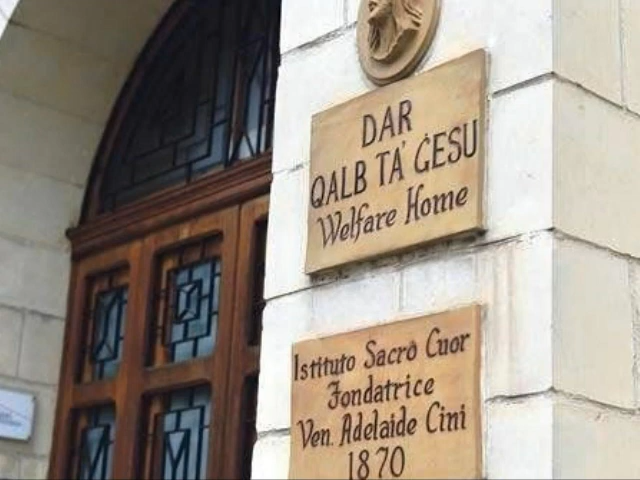 DAR
QALB TA' ĠESU
Welfare Home
Istituto Sacro Cuor
Fondatrice
Ven. Adelaide Cini
1870